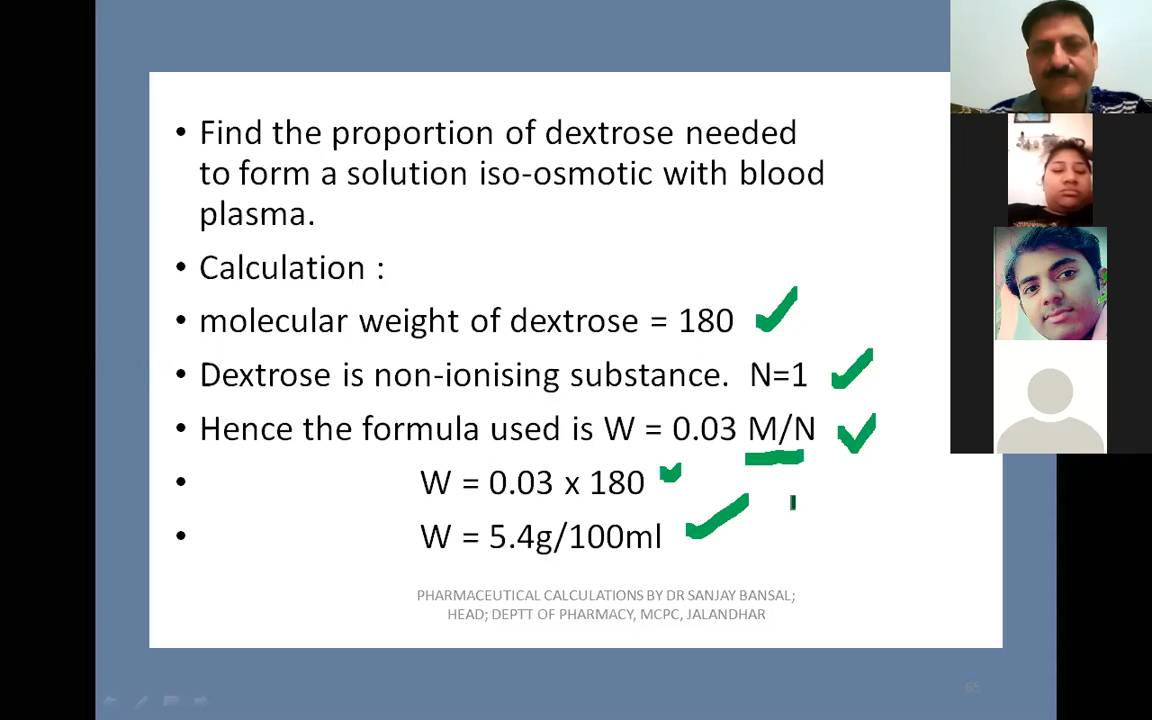 • Find the proportion of dextrose needed
to form a solution iso-osmotic with blood
plasma.
• Calculation :
• molecular weight of dextrose = 180
• Dextrose is non-ionising substance. N=1
• Hence the formula used is W = 0.03 M/N
• W = 0.03 x 180
• W = 5.4g/100ml
PHARMACEUTICAL CALCULATIONS BY DR SANJAY BANSAL;
HEAD; DEPTT OF PHARMACY, MCPC, JALANDHAR
65